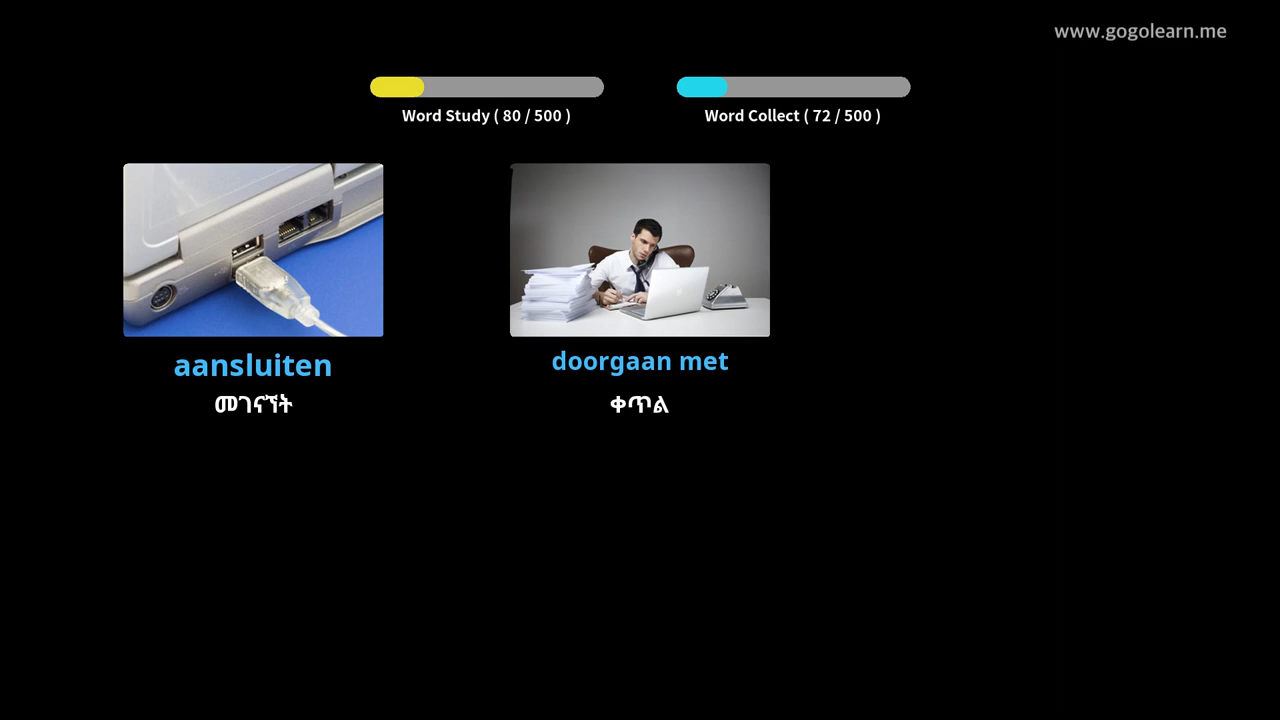 www.gogolearn.me
Word Study ( 80 / 500 )
Word Collect ( 72 / 500 )
aansluiten
መገናኘት
doorgaan met
ቀጥል